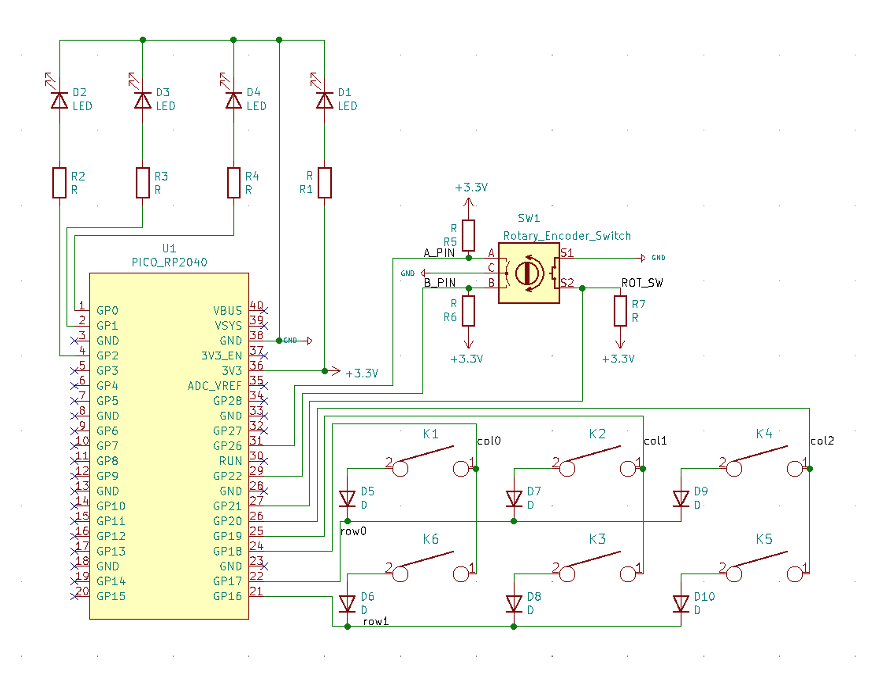 D2
LED
D3
LED
D4
LED
D1
LED
R2
R
R3
R
R4
R
R
R1
+3.3V
SW1
Rotary_Encoder_Switch
R
R5
A_PIN
A
C
B
S1
S2
GND
GND
B_PIN
ROT_SW
R
R6
R7
R
+3.3V
+3.3V
U1
PICO_RP2040
1 GP0 VBUS 40
2 GP1 VSYS 39
3 GND GND 38 GND
4 GP2 3V3_EN 37
5 GP3 3V3 36 +3.3V
6 GP4 ADC_VREF 35
7 GP5 GP28 34
8 GND GND 33
9 GP6 GP27 32
10 GP7 GP26 31
11 GP8 RUN 30
12 GP9 GP22 29
13 GND GND 28
14 GP10 GP21 27
15 GP11 GP20 26
16 GP12 GP19 25
17 GP13 GP18 24
18 GND GND 23
19 GP14 GP17 22
20 GP15 GP16 21
K1
col0
2 1
K2
col1
2 1
K4
col2
2 1
D5
D
D7
D
D9
D
row0
K6
2 1
K3
2 1
K5
2 1
D6
D
D8
D
D10
D
row1